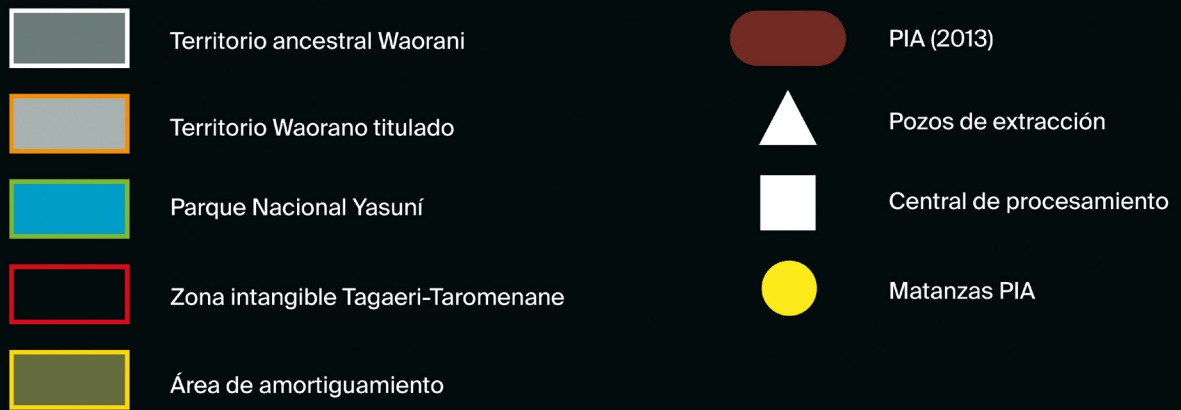 Territorio ancestral Waorani
Territorio Waorano titulado
Parque Nacional Yasuní
Zona intangible Tagaeri-Taromenane
Área de amortiguamiento
PIA (2013)
Pozos de extracción
Central de procesamiento
Matanzas PIA